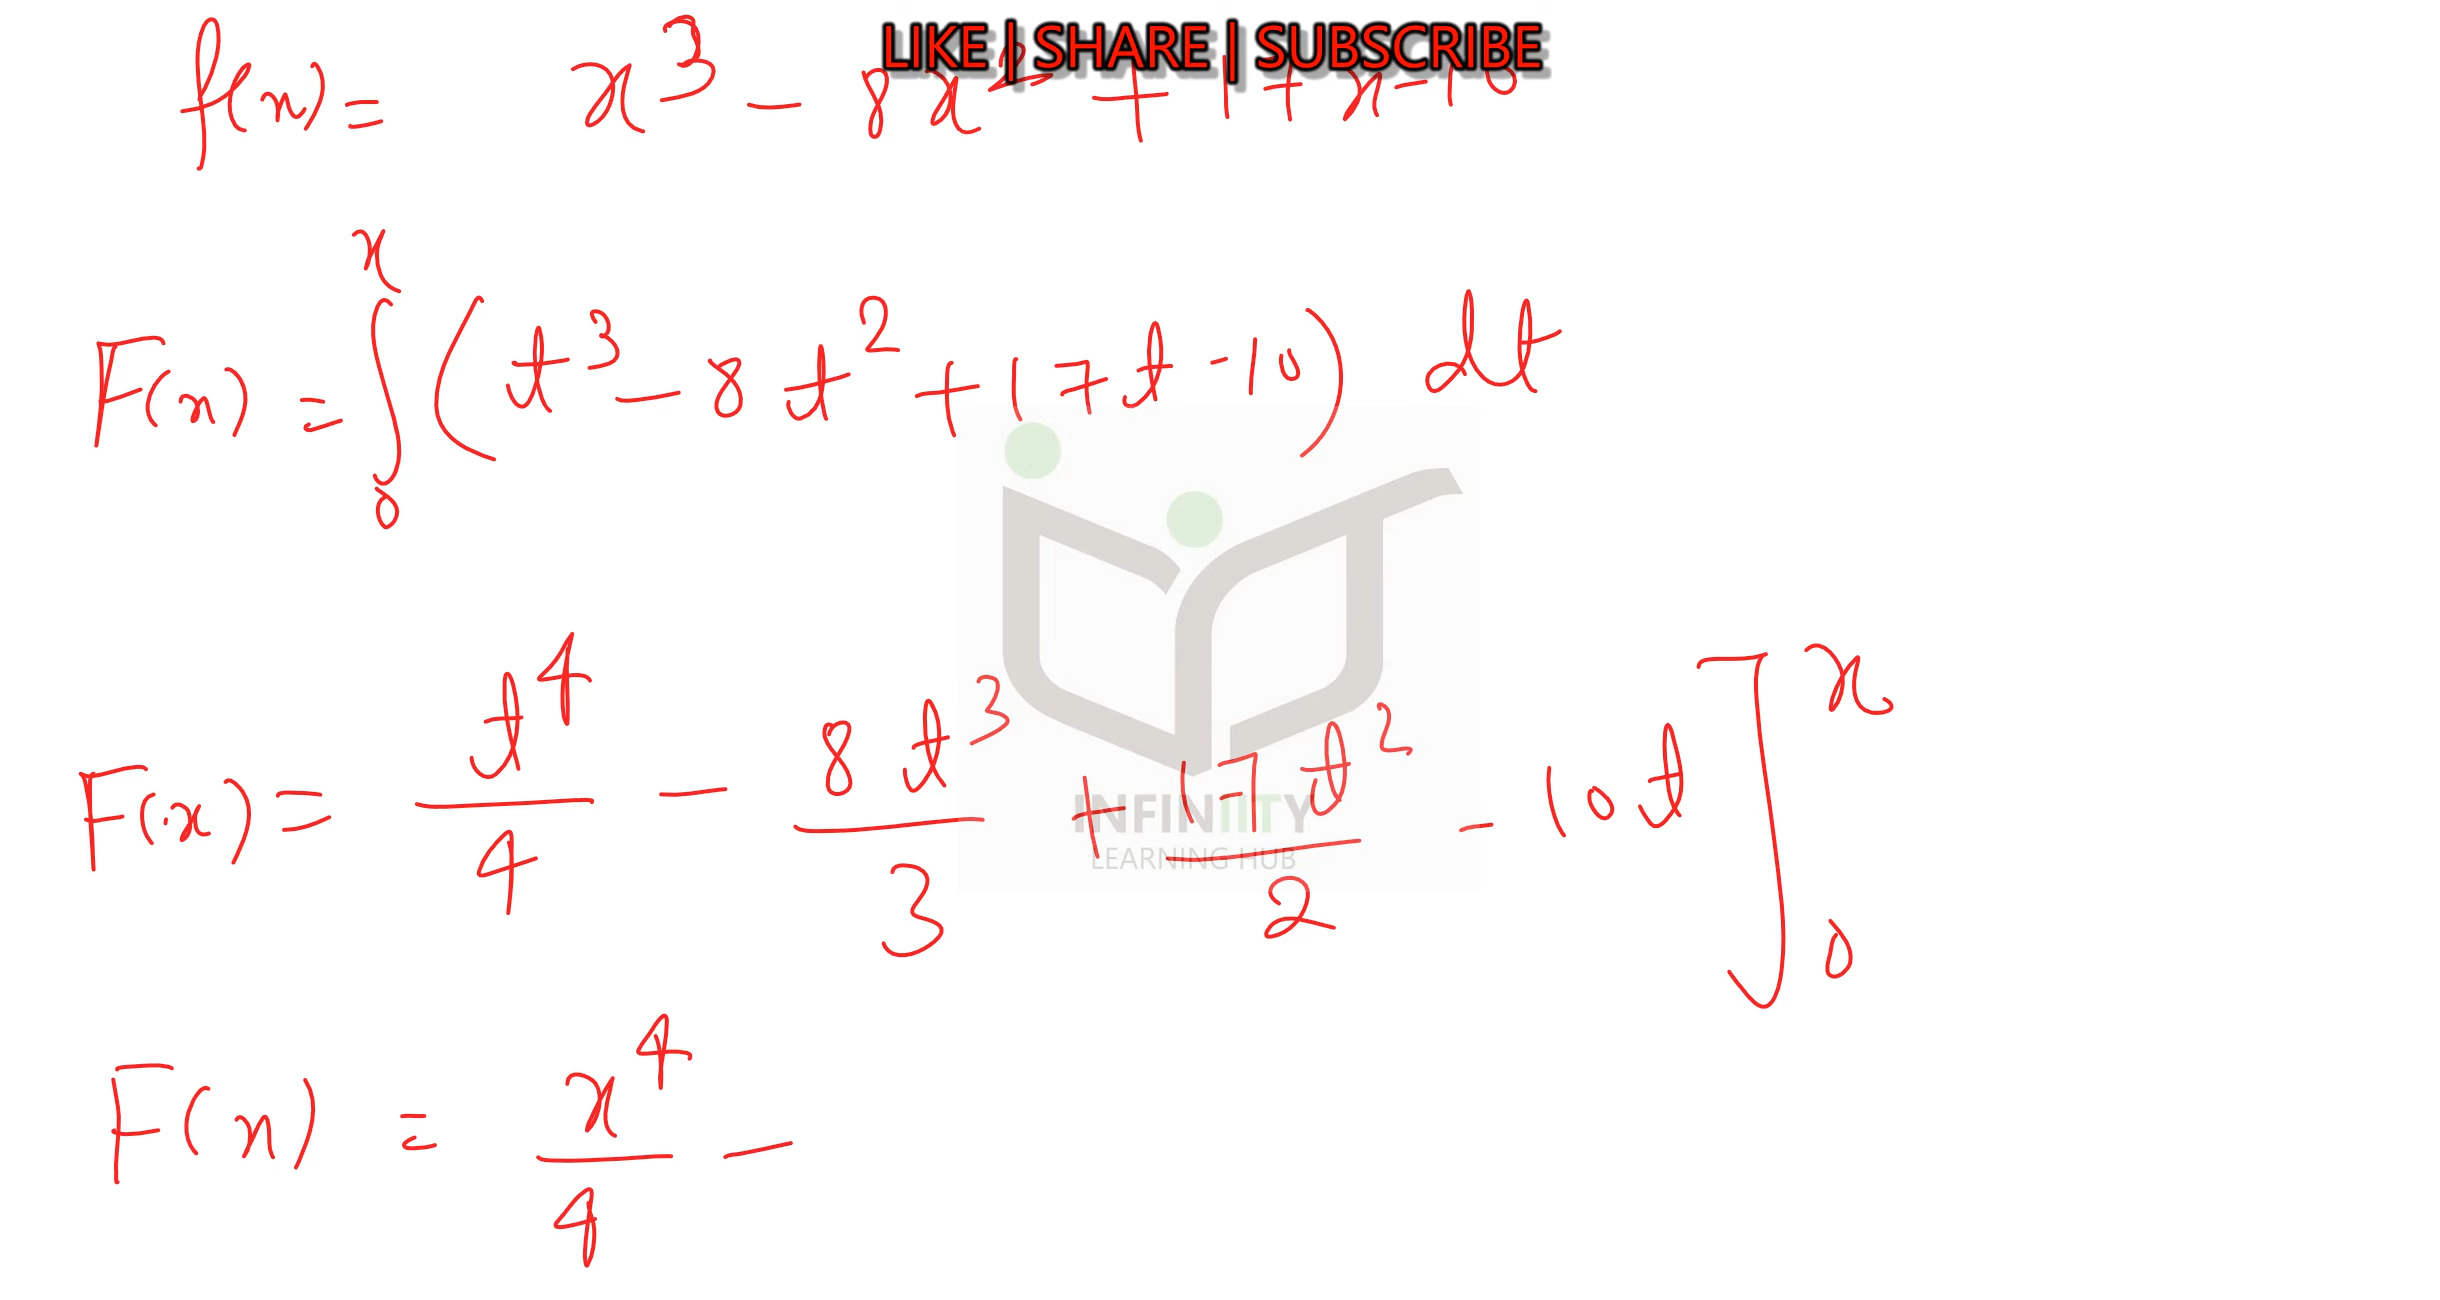 LIKE | SHARE | SUBSCRIBE
f(x) = x³ - 8x² + 17x - 10
F(x) = ∫₀ˣ (t³ - 8t² + 17t - 10) dt
F(x) = t⁴/4 - 8t³/3 + 17t²/2 - 10t]₀ˣ
INFINIITY
LEARNING HUB
F(x) = x⁴/4 -